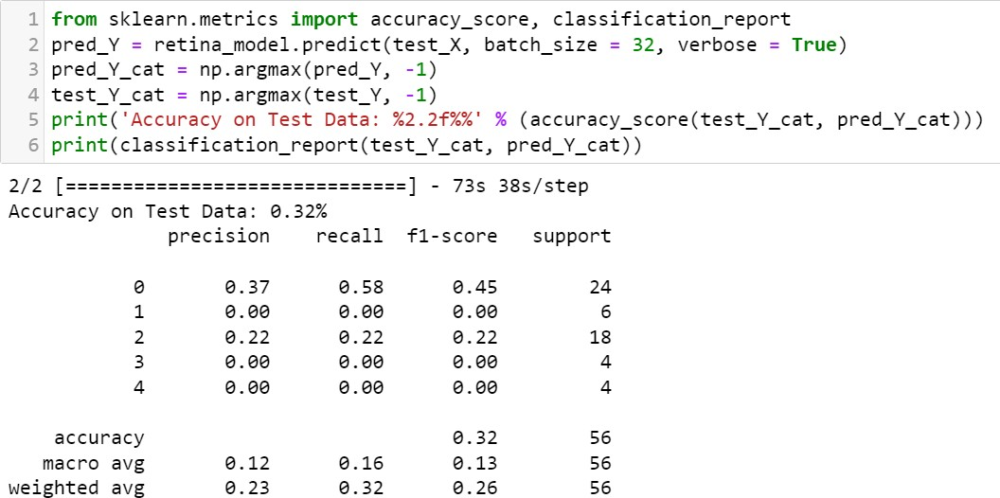 1 from sklearn.metrics import accuracy_score, classification_report
2 pred_Y = retina_model.predict(test_X, batch_size = 32, verbose = True)
3 pred_Y_cat = np.argmax(pred_Y, -1)
4 test_Y_cat = np.argmax(test_Y, -1)
5 print('Accuracy on Test Data: %2.2f%%' % (accuracy_score(test_Y_cat, pred_Y_cat)))
6 print(classification_report(test_Y_cat, pred_Y_cat))
2/2 [==============================] - 73s 38s/step
Accuracy on Test Data: 0.32%
              precision    recall  f1-score   support

           0       0.37      0.58      0.45        24
           1       0.00      0.00      0.00         6
           2       0.22      0.22      0.22        18
           3       0.00      0.00      0.00         4
           4       0.00      0.00      0.00         4

    accuracy                           0.32        56
   macro avg       0.12      0.16      0.13        56
weighted avg       0.23      0.32      0.26        56